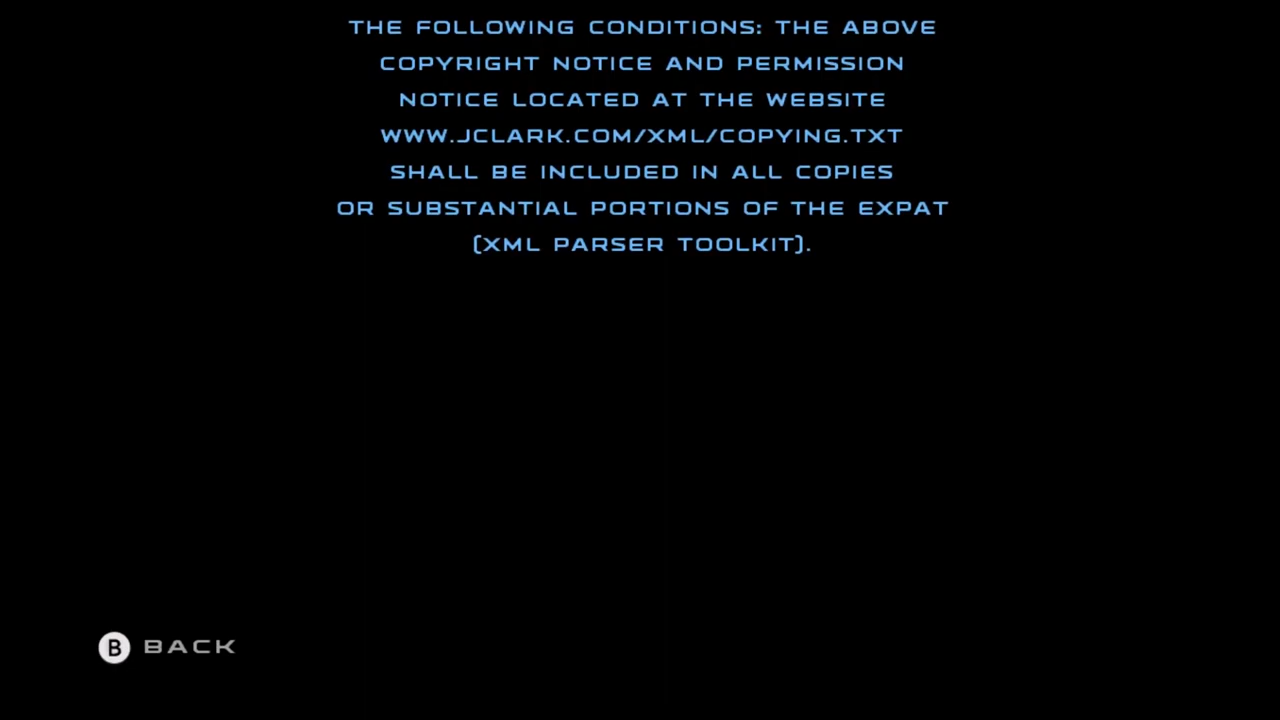 THE FOLLOWING CONDITIONS: THE ABOVE
COPYRIGHT NOTICE AND PERMISSION
NOTICE LOCATED AT THE WEBSITE
WWW.JCLARK.COM/XML/COPYING.TXT
SHALL BE INCLUDED IN ALL COPIES
OR SUBSTANTIAL PORTIONS OF THE EXPAT
(XML PARSER TOOLKIT).
B BACK